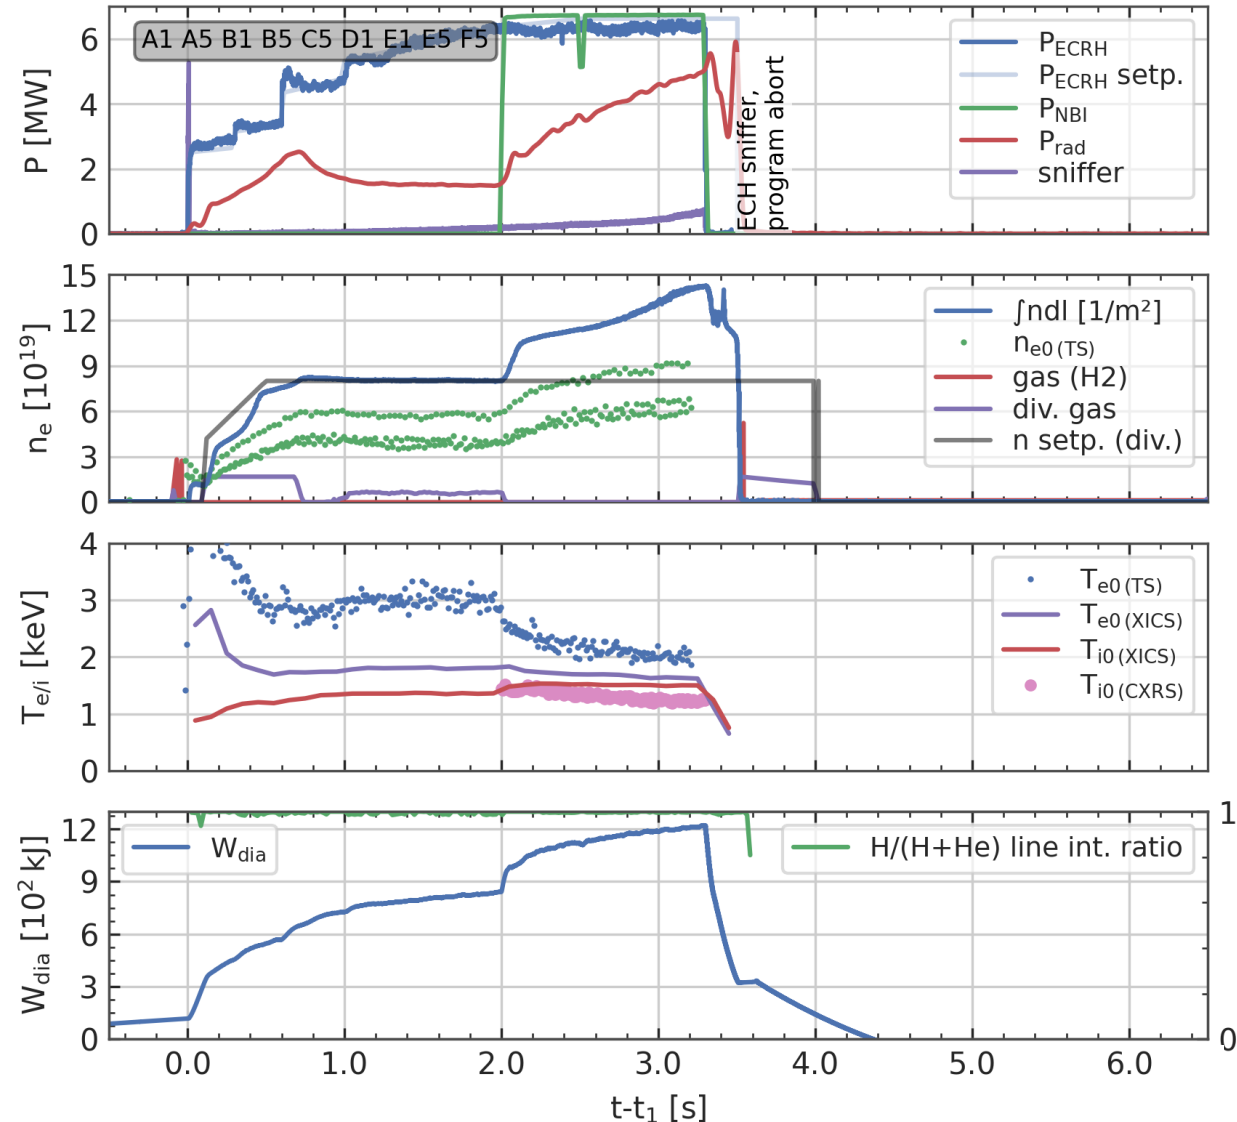 A1 A5 B1 B5 C5 D1 E1 E5 F5
P [MW]
6
4
2
0
P_ECRH
P_ECRH setp.
P_NBI
P_rad
sniffer
ECH sniffer,
program abort
n_e [10^19]
15
12
9
6
3
0
∫ndl [1/m²]
n_e0 (TS)
gas (H2)
div. gas
n setp. (div.)
T_e/i [keV]
4
3
2
1
0
T_e0 (TS)
T_e0 (XICS)
T_i0 (XICS)
T_i0 (CXRS)
W_dia [10² kJ]
12
9
6
3
0
W_dia
H/(H+He) line int. ratio
1
0
0.0 1.0 2.0 3.0 4.0 5.0 6.0
t-t₁ [s]